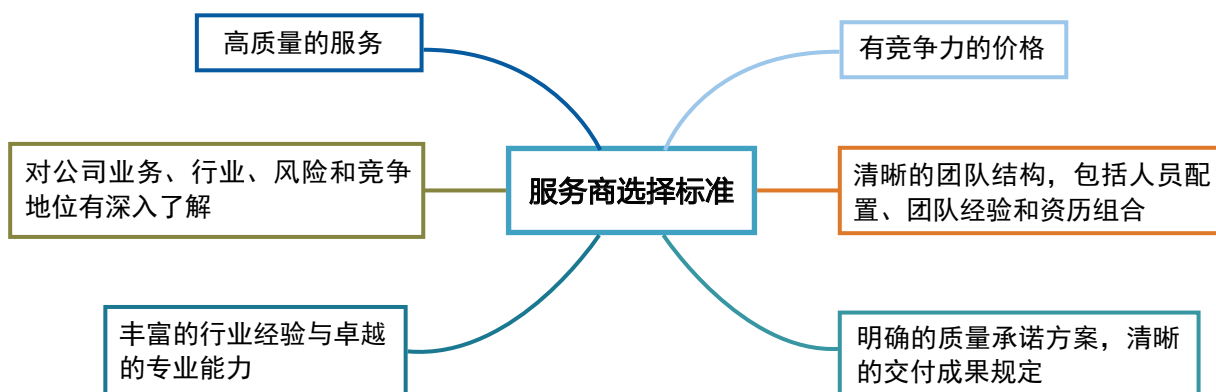 高质量的服务
有竞争力的价格
对公司业务、行业、风险和竞争
地位有深入了解
服务商选择标准
清晰的团队结构，包括人员配
置、团队经验和资历组合
丰富的行业经验与卓越
的专业能力
明确的质量承诺方案，清晰
的交付成果规定